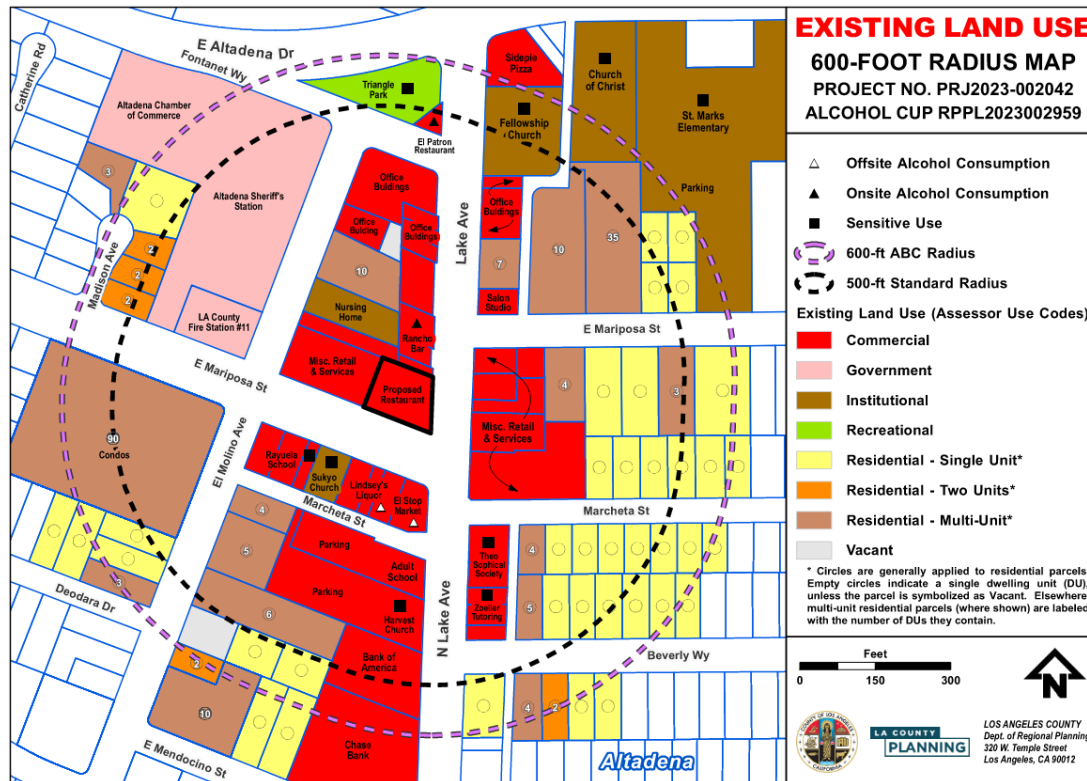 EXISTING LAND USE
600-FOOT RADIUS MAP
PROJECT NO. PRJ2023-002042
ALCOHOL CUP RPPL2023002959
Offsite Alcohol Consumption
Onsite Alcohol Consumption
Sensitive Use
600-ft ABC Radius
500-ft Standard Radius
Existing Land Use (Assessor Use Codes)
Commercial
Government
Institutional
Recreational
Residential - Single Unit*
Residential - Two Units*
Residential - Multi-Unit*
Vacant
* Circles are generally applied to residential parcels.
Empty circles indicate a single dwelling unit (DU),
unless the parcel is symbolized as Vacant. Elsewhere,
multi-unit residential parcels (where shown) are labeled
with the number of DUs they contain.
Feet
0 150 300
N
COUNTY OF LOS ANGELES
CALIFORNIA
LA COUNTY
PLANNING
LOS ANGELES COUNTY
Dept. of Regional Planning
320 W. Temple Street
Los Angeles, CA 90012
Catherine Rd
E Altadena Dr
Fontanet Wy
Altadena Chamber
of Commerce
Triangle
Park
El Patron
Restaurant
Sidepie
Pizza
Fellowship
Church
Church
of Christ
St. Marks
Elementary
Parking
3
Altadena Sheriff's
Station
Office
Buldings
Office
Bulding
Office
Buldings
Lake Ave
Office
Buldings
10
35
7
Salon
Studio
Madison Ave
2
2
2
LA County
Fire Station #11
10
Nursing
Home
Rancho
Bar
Misc. Retail
& Services
Proposed
Restaurant
E Mariposa St
E Mariposa St
4
3
Misc. Retail
& Services
90
Condos
El Molino Ave
Rayuela
School
Sukyo
Church
Lindsey's
Liquor
El Stop
Market
Marcheta St
Marcheta St
4
5
Parking
Parking
Adult
School
Harvest
Church
6
Bank of
America
Chase
Bank
N Lake Ave
Theo
Sophical
Society
Zoeller
Tutoring
4
5
Beverly Wy
3
Deodara Dr
2
10
E Mendocino St
4
2
Altadena